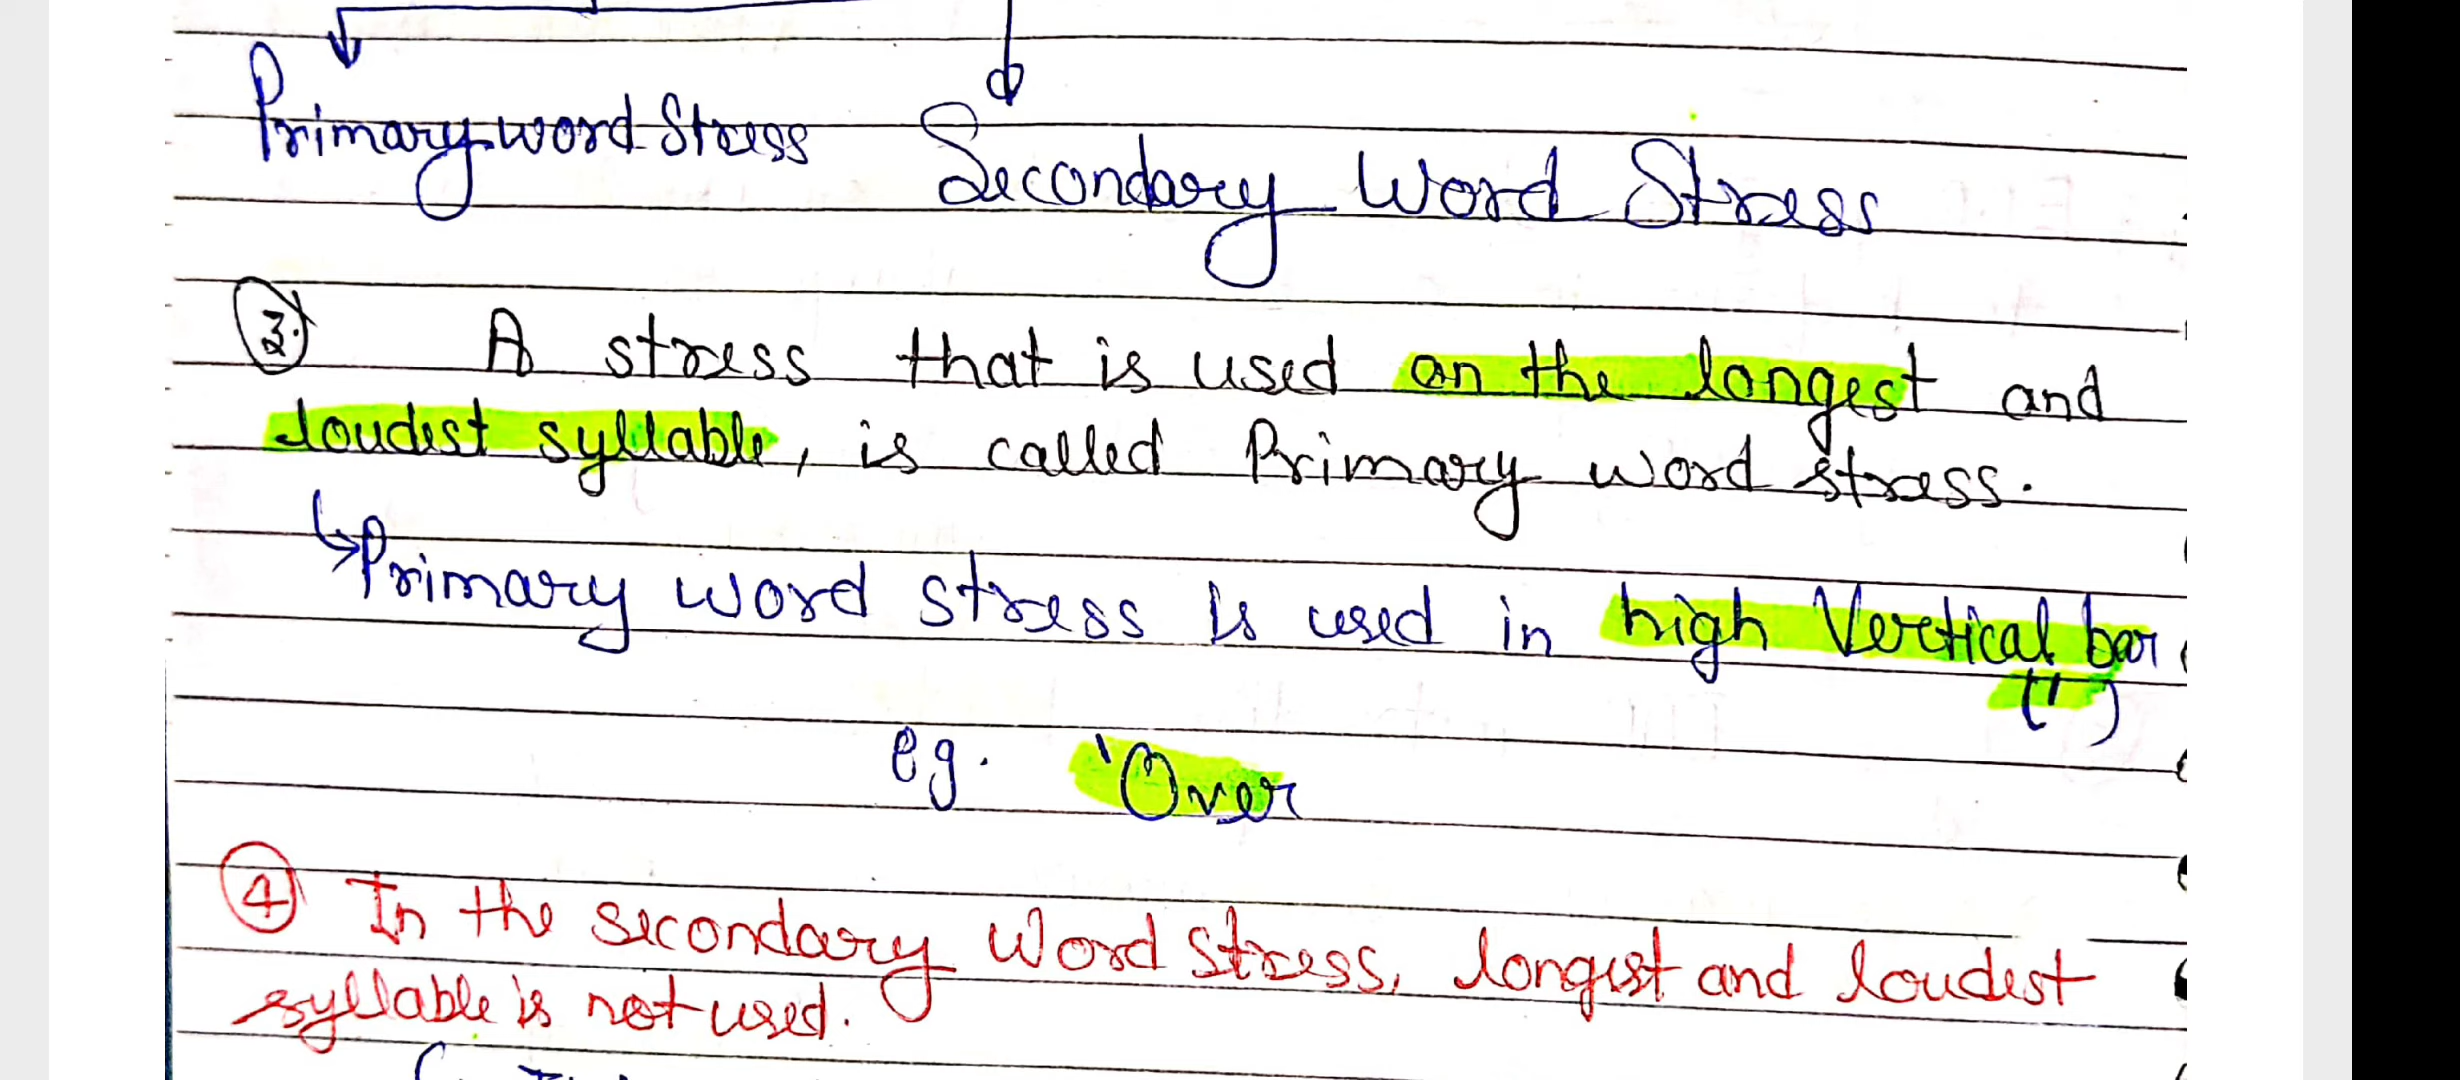 Primary word Stress Secondary Word Stress
3. A stress that is used on the longest and
loudest syllable, is called Primary word stress.
Primary word stress is used in high Vertical bar
(')
eg. 'Over
4 In the secondary Word stress, longest and loudest
syllable is not used.